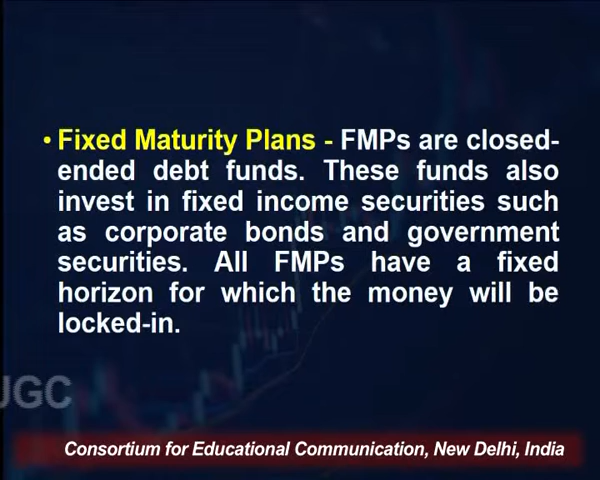 • Fixed Maturity Plans - FMPs are closed-
ended debt funds. These funds also
invest in fixed income securities such
as corporate bonds and government
securities. All FMPs have a fixed
horizon for which the money will be
locked-in.
UGC
Consortium for Educational Communication, New Delhi, India